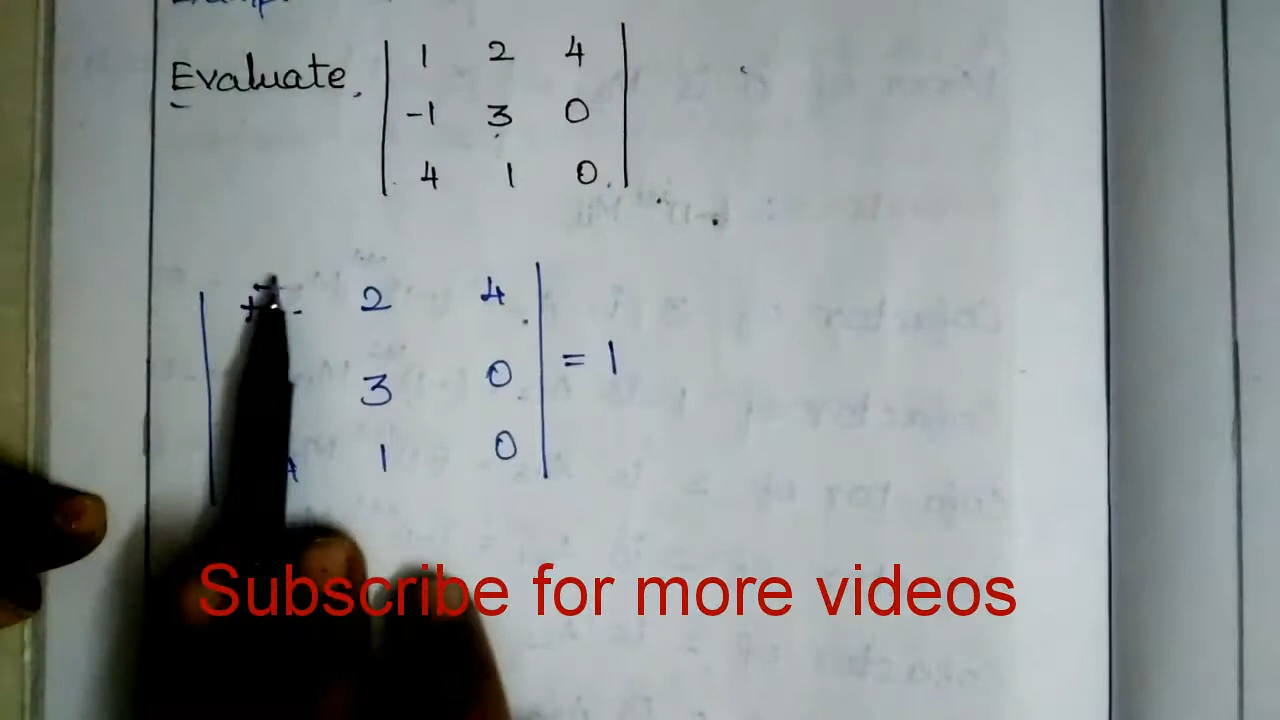 Evaluate
1 2 4
-1 3 0
4 1 0
2 4
3 0 = 1
1 0
Subscribe for more videos